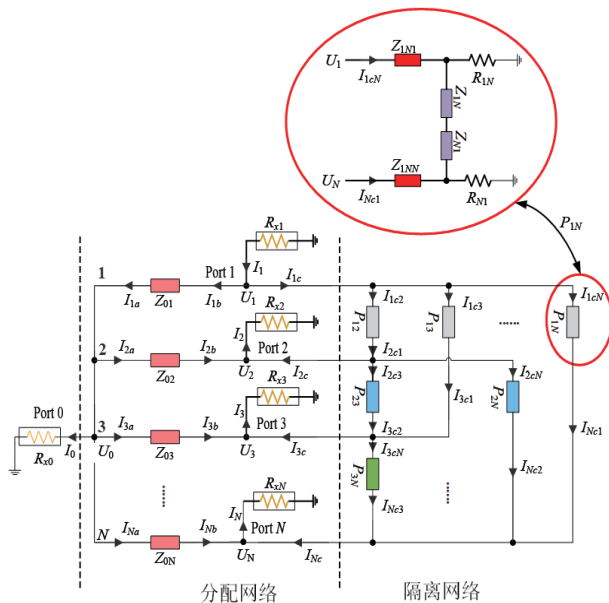 U1 I1cN Z1N1 R1N
Z1N
ZN1
UN INc1 Z1NN RN1
P1N
Rx1
1 I1a Z01 I1b Port 1 U1 I1 I1c
I1c2 P12 I1c3 P13 ...... I1cN P1N
Rx2
2 I2a Z02 I2b I2 U2 Port 2 I2c
I2c1 I2c3 P23 I2cN P2N
Rx3
Port 0 Rx0 I0 U0
3 I3a Z03 I3b I3 U3 Port 3 I3c
I3c2 I3c1 I3cN P3N INc3 INc2 INc1
...... ...... ......
RxN
N INa Z0N INb IN UN Port N INc
分配网络 隔离网络